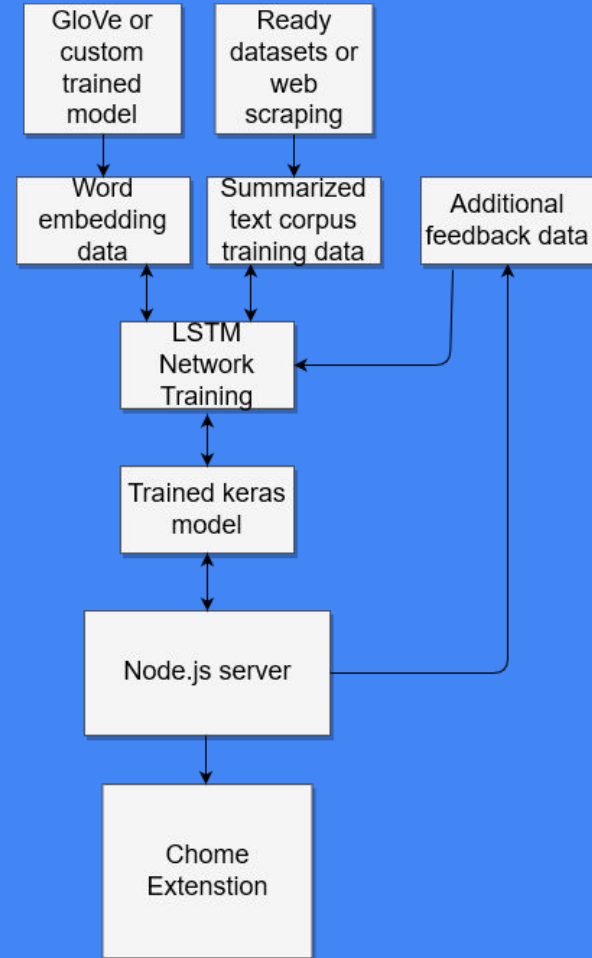 GloVe or
custom
trained
model
Ready
datasets or
web
scraping
Word
embedding
data
Summarized
text corpus
training data
Additional
feedback data
LSTM
Network
Training
Trained keras
model
Node.js server
Chome
Extenstion